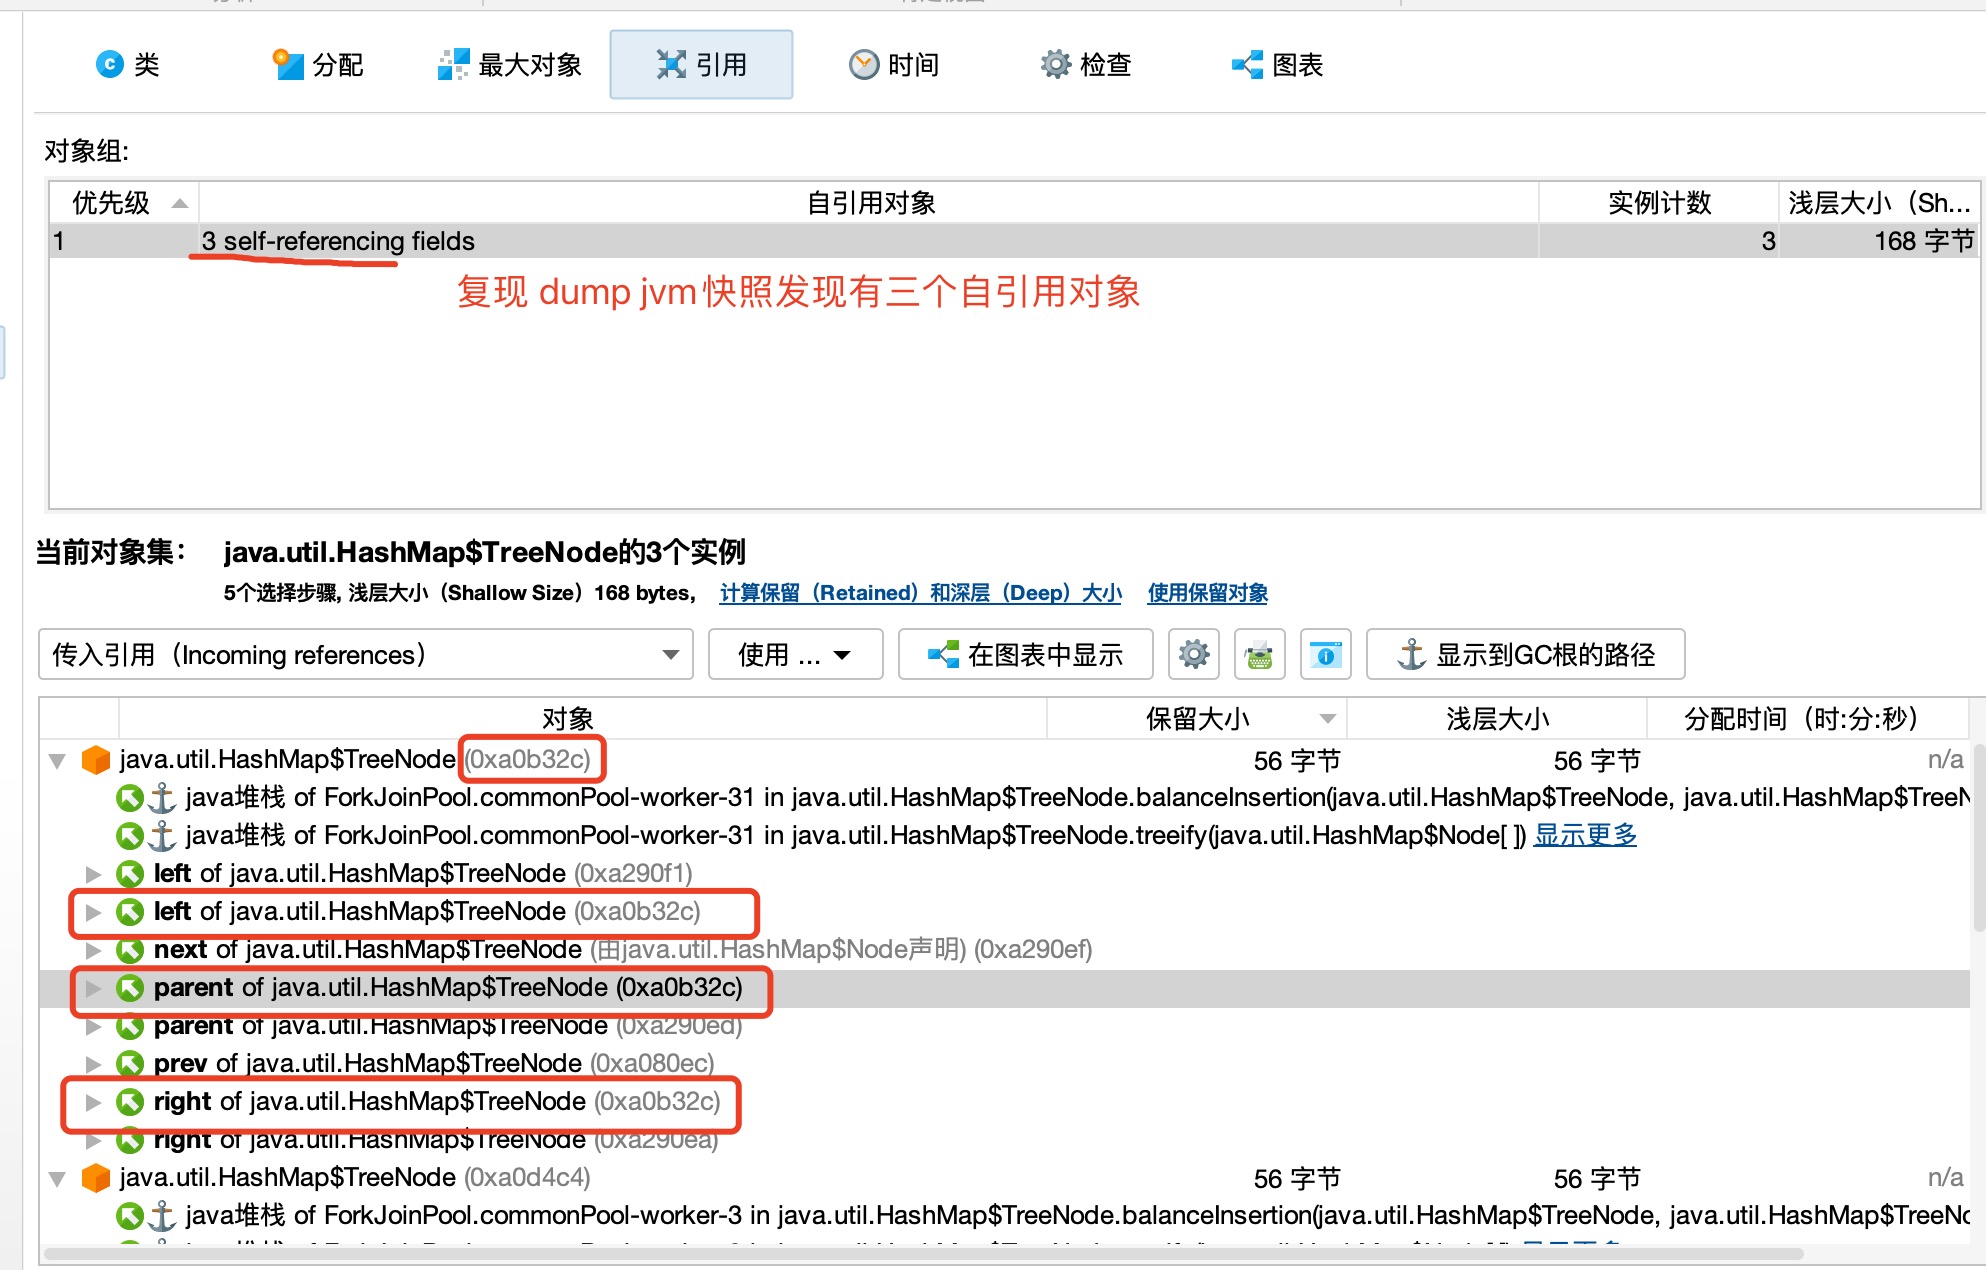 类 分配 最大对象 引用 时间 检查 图表
对象组:
优先级 自引用对象 实例计数 浅层大小（Sh...
1 3 self-referencing fields 3 168 字节
复现 dump jvm 快照发现有三个自引用对象
当前对象集： java.util.HashMap$TreeNode的3个实例
5个选择步骤, 浅层大小（Shallow Size）168 bytes, 计算保留（Retained）和深层（Deep）大小 使用保留对象
传入引用（Incoming references） 使用 ... 在图表中显示 显示到GC根的路径
对象 保留大小 浅层大小 分配时间（时:分:秒）
java.util.HashMap$TreeNode (0xa0b32c) 56 字节 56 字节 n/a
java堆栈 of ForkJoinPool.commonPool-worker-31 in java.util.HashMap$TreeNode.balanceInsertion(java.util.HashMap$TreeNode, java.util.HashMap$TreeN
java堆栈 of ForkJoinPool.commonPool-worker-31 in java.util.HashMap$TreeNode.treeify(java.util.HashMap$Node[ ]) 显示更多
left of java.util.HashMap$TreeNode (0xa290f1)
left of java.util.HashMap$TreeNode (0xa0b32c)
next of java.util.HashMap$TreeNode (由java.util.HashMap$Node声明) (0xa290ef)
parent of java.util.HashMap$TreeNode (0xa0b32c)
parent of java.util.HashMap$TreeNode (0xa290ed)
prev of java.util.HashMap$TreeNode (0xa080ec)
right of java.util.HashMap$TreeNode (0xa0b32c)
right of java.util.HashMap$TreeNode (0xa290ea)
java.util.HashMap$TreeNode (0xa0d4c4) 56 字节 56 字节 n/a
java堆栈 of ForkJoinPool.commonPool-worker-3 in java.util.HashMap$TreeNode.balanceInsertion(java.util.HashMap$TreeNode, java.util.HashMap$TreeNo